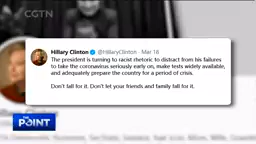 CGTN
Hillary Clinton @HillaryClinton · Mar 18
The president is turning to racist rhetoric to distract from his failures
to take the coronavirus seriously early on, make tests widely available,
and adequately prepare the country for a period of crisis.
Don't fall for it. Don't let your friends and family fall for it.
THE
POINT